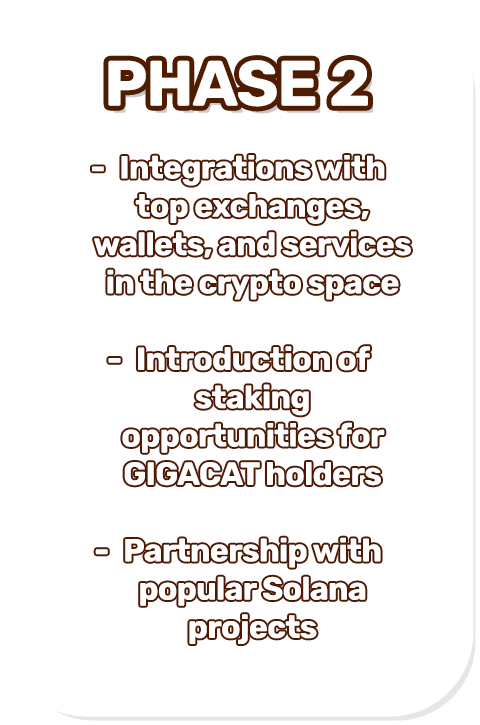 PHASE 2
- Integrations with
top exchanges,
wallets, and services
in the crypto space
- Introduction of
staking
opportunities for
GIGACAT holders
- Partnership with
popular Solana
projects